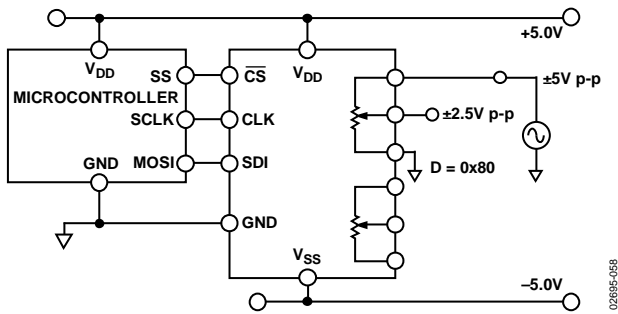 +5.0V
VDD
SS
CS
VDD
±5V p-p
MICROCONTROLLER
SCLK
CLK
±2.5V p-p
GND
MOSI
SDI
D = 0x80
GND
VSS
–5.0V
02695-058